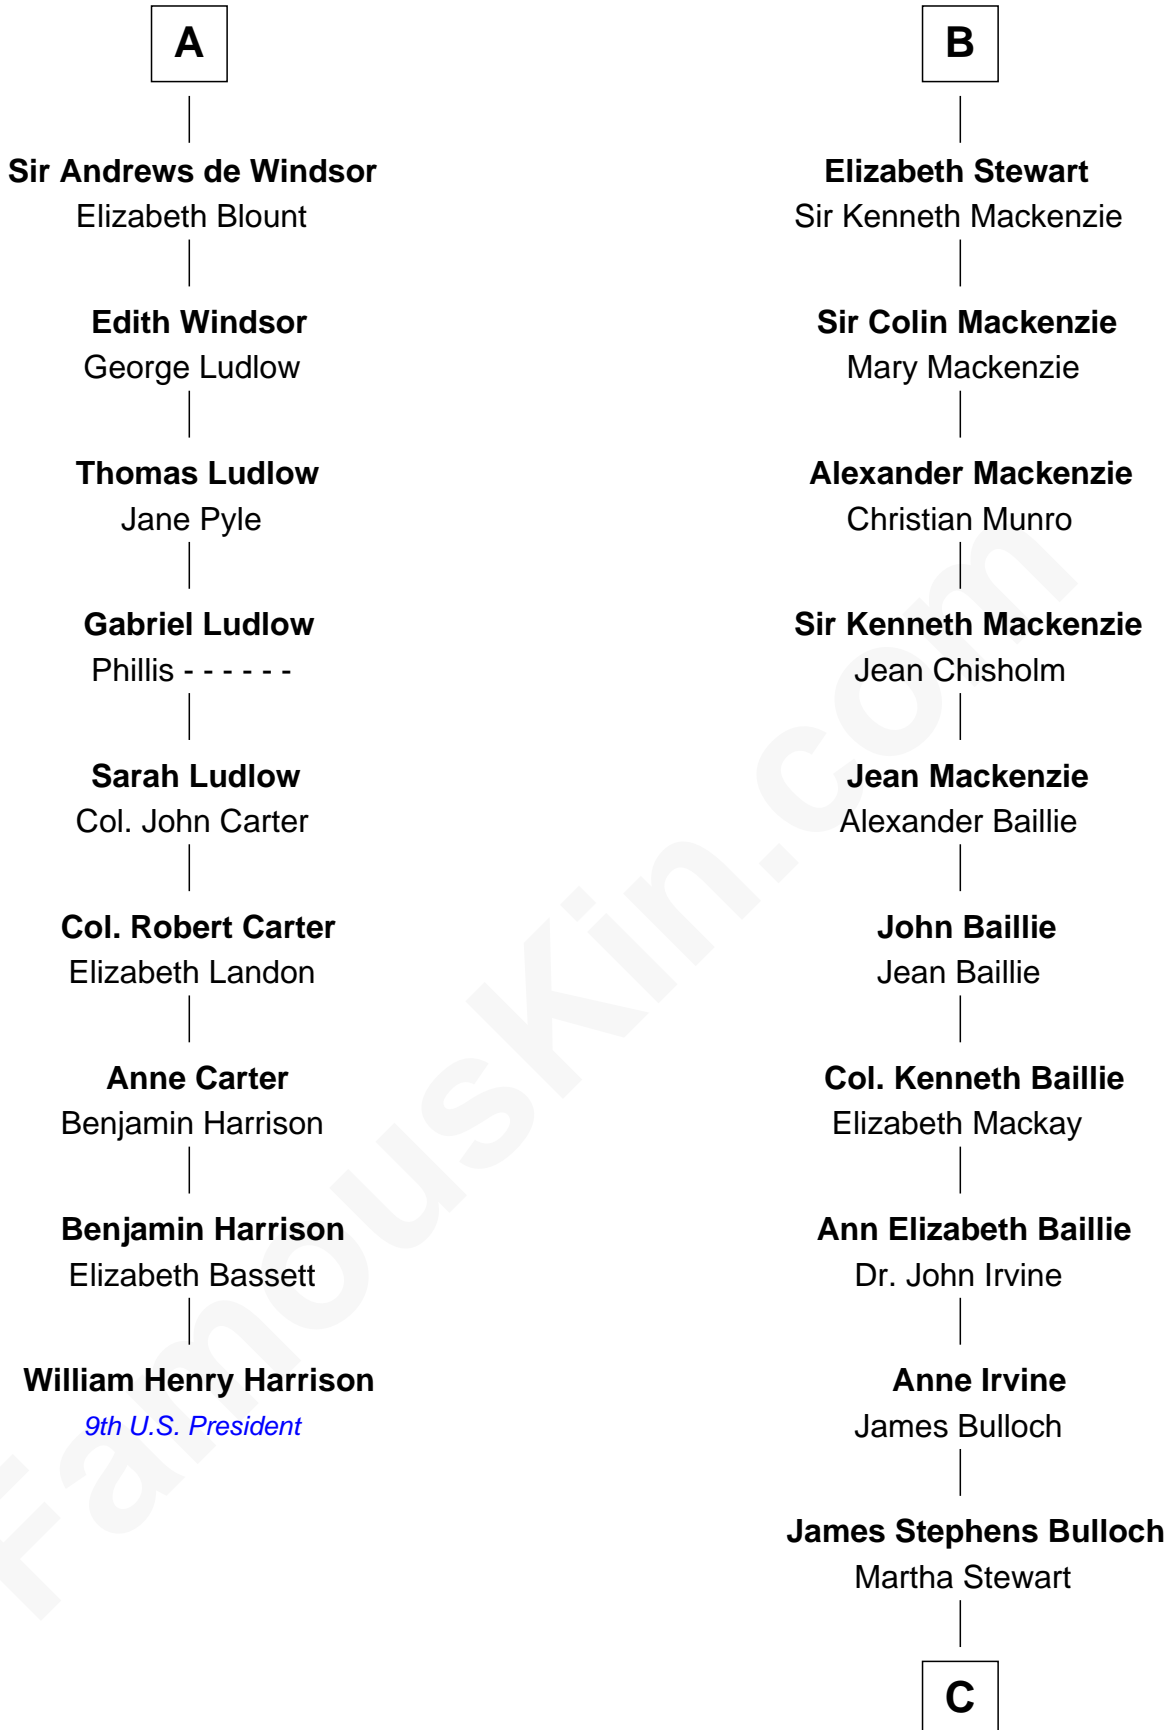 A
Sir Andrews de Windsor
Elizabeth Blount
Edith Windsor
George Ludlow
Thomas Ludlow
Jane Pyle
Gabriel Ludlow
Phillis - - - - - -
Sarah Ludlow
Col. John Carter
Col. Robert Carter
Elizabeth Landon
Anne Carter
Benjamin Harrison
Benjamin Harrison
Elizabeth Bassett
William Henry Harrison
9th U.S. President
B
Elizabeth Stewart
Sir Kenneth Mackenzie
Sir Colin Mackenzie
Mary Mackenzie
Alexander Mackenzie
Christian Munro
Sir Kenneth Mackenzie
Jean Chisholm
Jean Mackenzie
Alexander Baillie
John Baillie
Jean Baillie
Col. Kenneth Baillie
Elizabeth Mackay
Ann Elizabeth Baillie
Dr. John Irvine
Anne Irvine
James Bulloch
James Stephens Bulloch
Martha Stewart
C
FamousKin.com